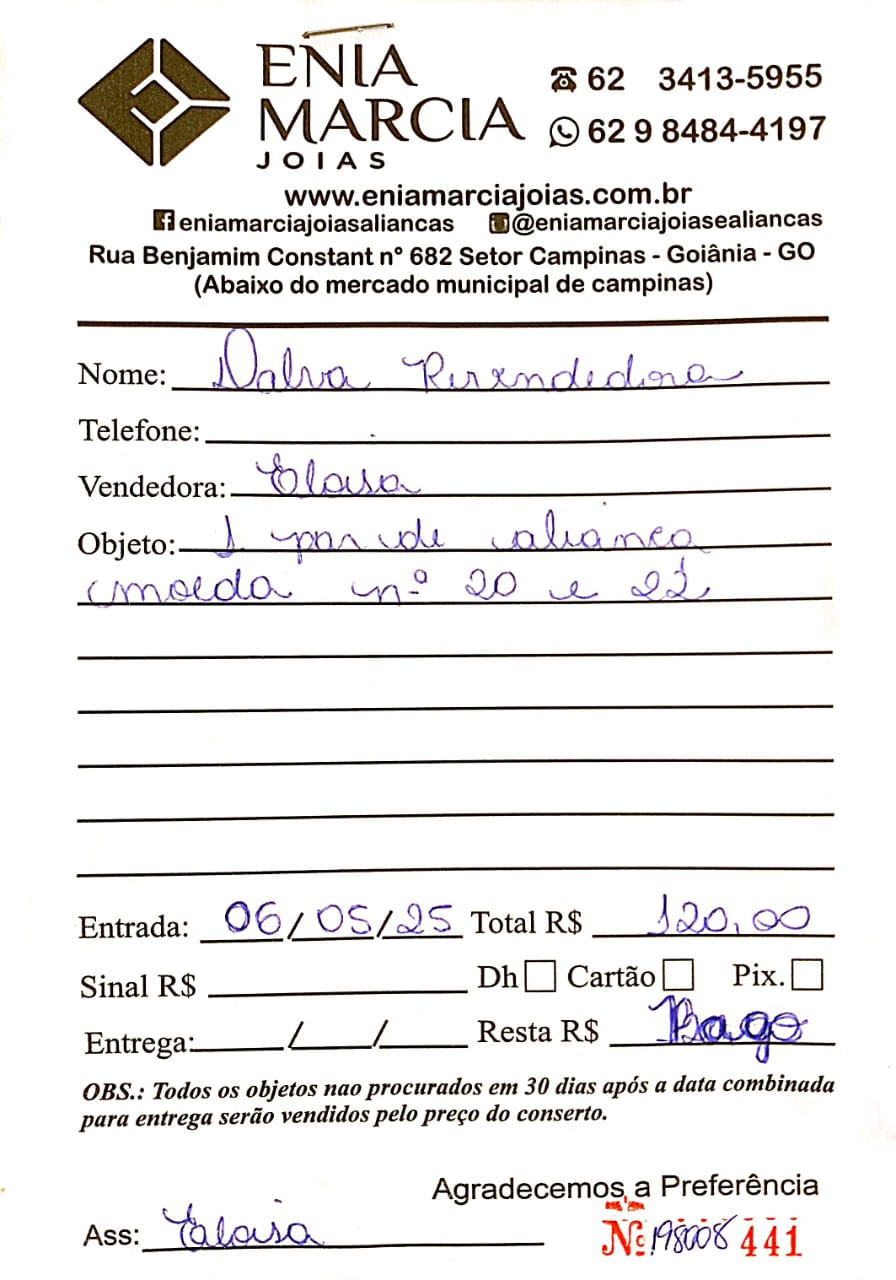 ENIA
MARCIA
JOIAS
62 3413-5955
62 9 8484-4197
www.eniamarciajoias.com.br
eniamarciajoiasaliancas @eniamarciajoiasealiancas
Rua Benjamim Constant nº 682 Setor Campinas - Goiânia - GO
(Abaixo do mercado municipal de campinas)
Nome: Dalva Revendedora
Telefone:
Vendedora: Eloisa
Objeto: 1 par de aliança
moeda nº 20 e 22
Entrada: 06/05/25 Total R$ 120,00
Sinal R$ Dh Cartão Pix.
Entrega: / / Resta R$ Pago
OBS.: Todos os objetos nao procurados em 30 dias após a data combinada
para entrega serão vendidos pelo preço do conserto.
Agradecemos a Preferência
Ass: Eloisa Nº 198008 441